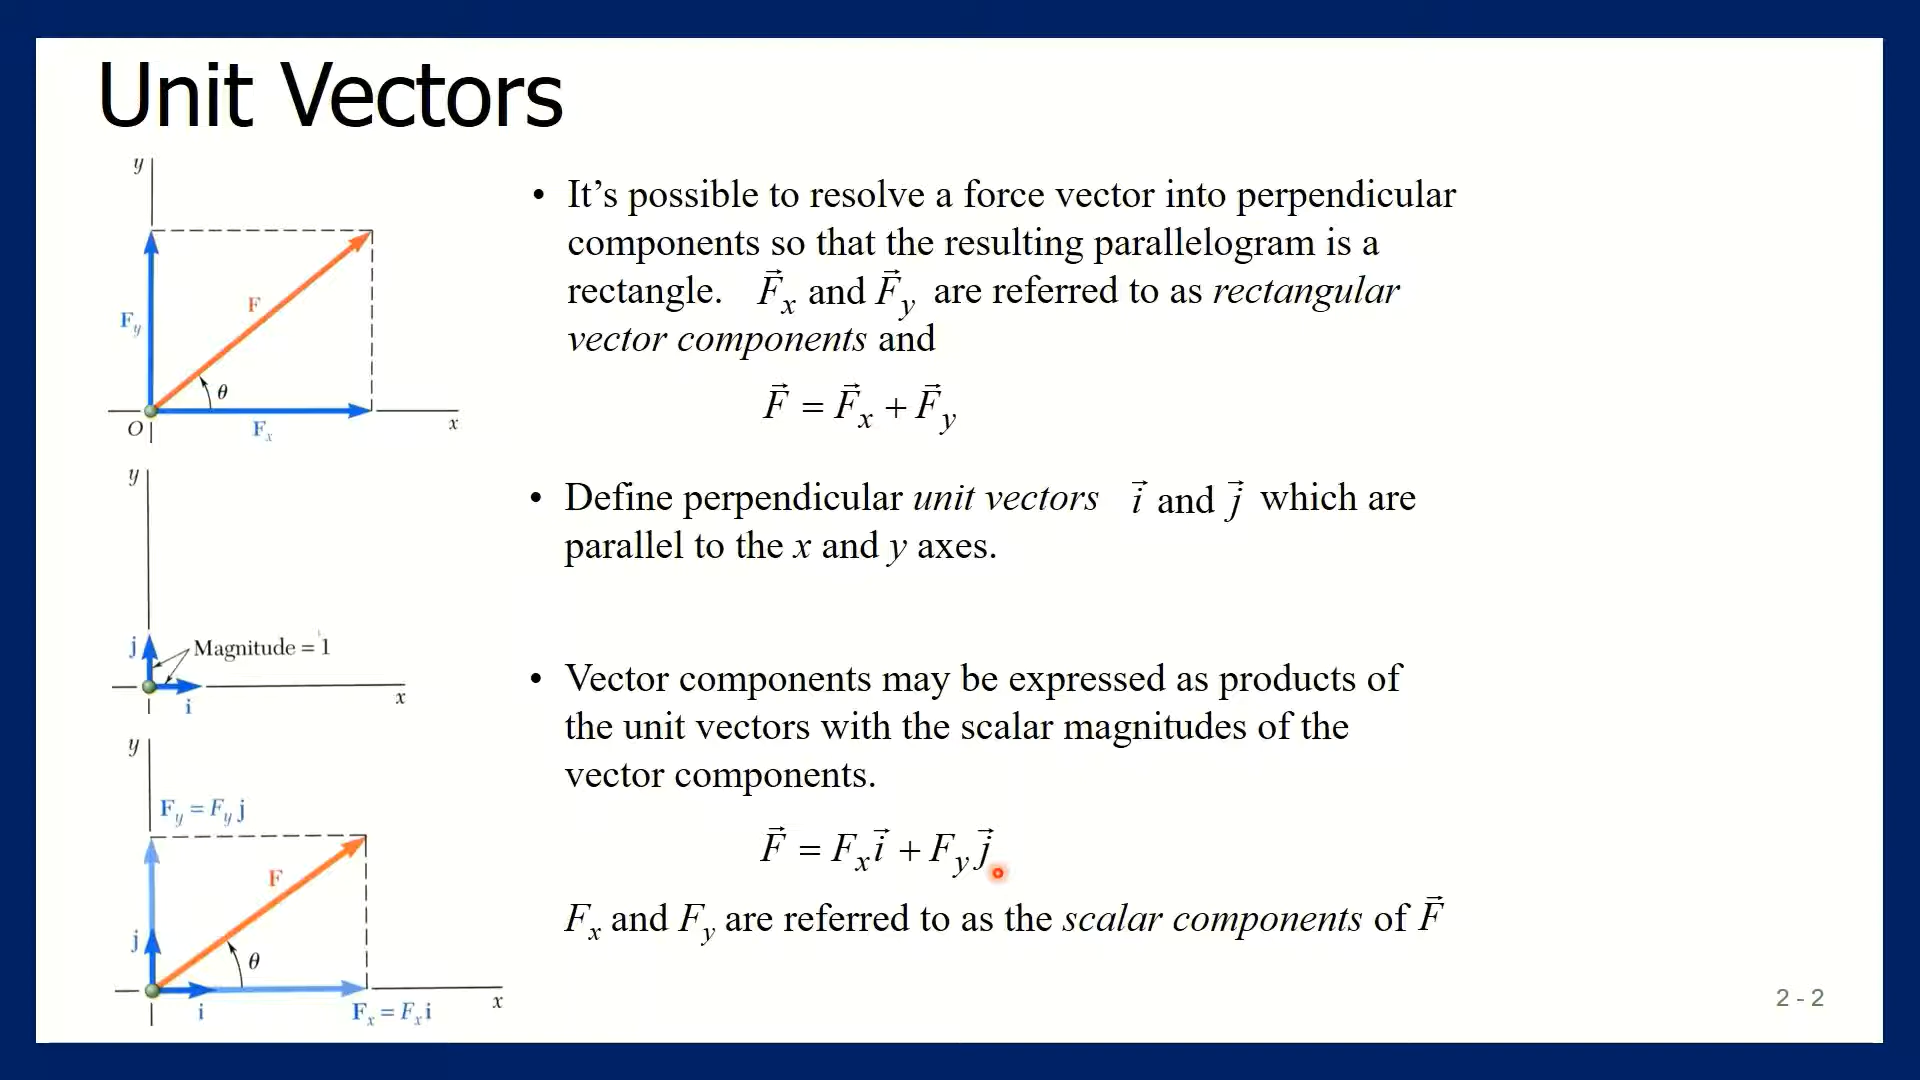 Unit Vectors
y
F
F_y
θ
O
F_x
x
• It’s possible to resolve a force vector into perpendicular
components so that the resulting parallelogram is a
rectangle. F⃗_x and F⃗_y are referred to as rectangular
vector components and
F⃗ = F⃗_x + F⃗_y
y
j
Magnitude = 1
i
x
• Define perpendicular unit vectors i⃗ and j⃗ which are
parallel to the x and y axes.
• Vector components may be expressed as products of
the unit vectors with the scalar magnitudes of the
vector components.
F⃗ = F_x i⃗ + F_y j⃗
F_x and F_y are referred to as the scalar components of F⃗
y
F_y = F_y j
F
j
θ
i
F_x = F_x i
x
2 - 2